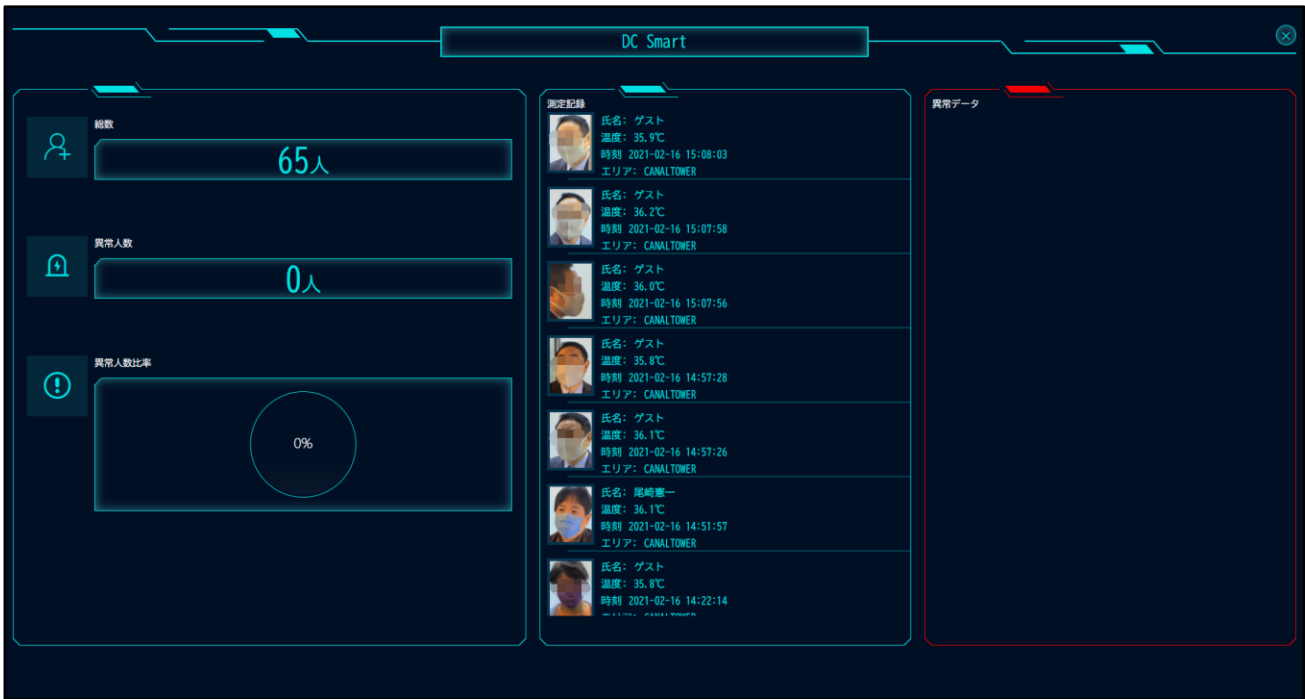 DC Smart
総数
65人
異常人数
0人
異常人数比率
0%
測定記録
氏名: ゲスト
温度: 35.9℃
時刻 2021-02-16 15:08:03
エリア: CANALTOWER
氏名: ゲスト
温度: 36.2℃
時刻 2021-02-16 15:07:58
エリア: CANALTOWER
氏名: ゲスト
温度: 36.0℃
時刻 2021-02-16 15:07:56
エリア: CANALTOWER
氏名: ゲスト
温度: 35.8℃
時刻 2021-02-16 14:57:28
エリア: CANALTOWER
氏名: ゲスト
温度: 36.1℃
時刻 2021-02-16 14:57:26
エリア: CANALTOWER
氏名: 尾崎憲一
温度: 36.1℃
時刻 2021-02-16 14:51:57
エリア: CANALTOWER
氏名: ゲスト
温度: 35.8℃
時刻 2021-02-16 14:22:14
エリア: CANALTOWER
異常データ